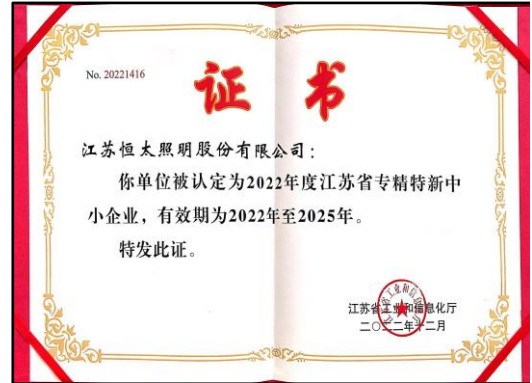 No. 20221416
证书
江苏恒太照明股份有限公司：
你单位被认定为2022年度江苏省专精特新中
小企业，有效期为2022年至2025年。
特发此证。
江苏省工业和信息化厅
二〇二二年十二月